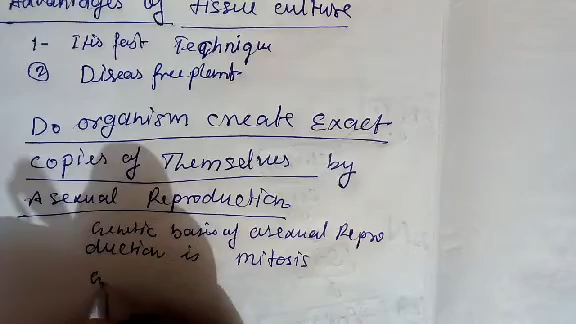 Advantages of tissue culture
1- It is fast Technique
② Diseas free plant
Do organism create Exact
copies of Themselves by
Asexual Reproduction
Genetic basis of asexual Repro
duction is mitosis